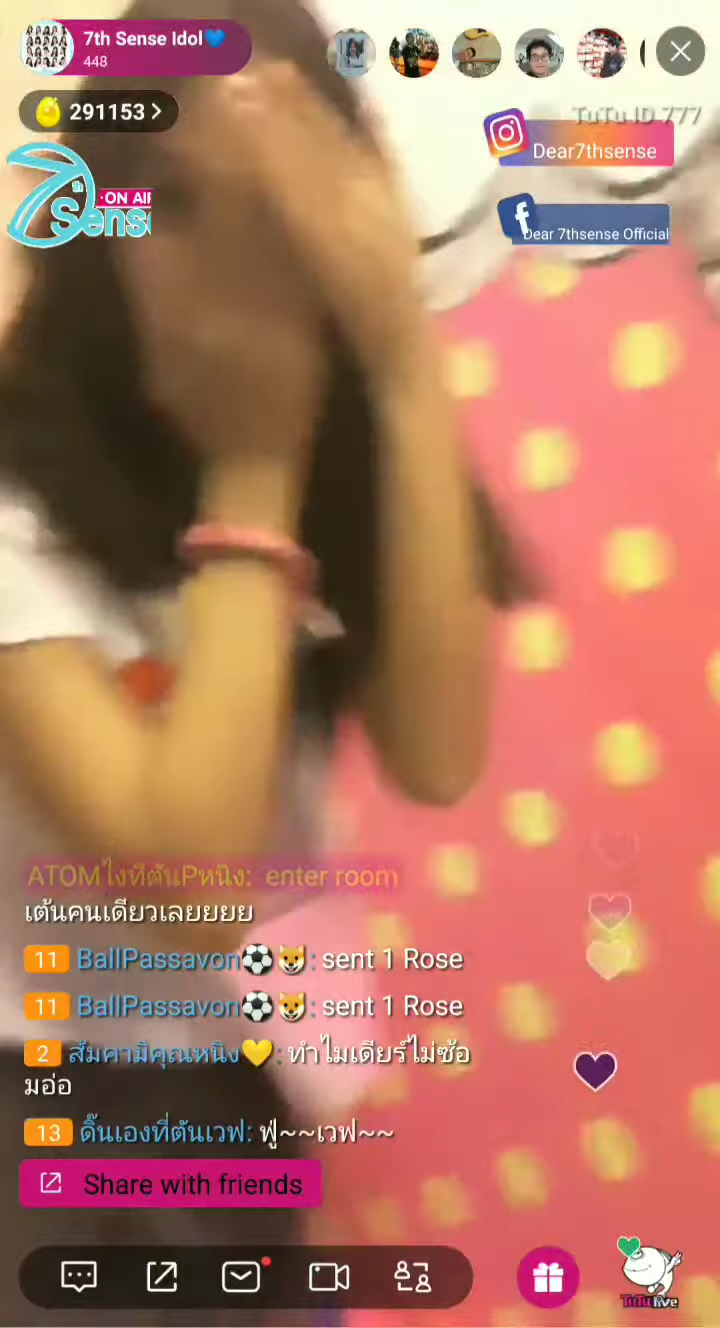 7th Sense Idol
448
291153
TuTu ID 777
Dear7thsense
7th
Sense
·ON AIR
Dear 7thsense Official
ATOMไงที่ตันPหนิง: enter room
เต้นคนเดียวเลยยยย
11 BallPassavon: sent 1 Rose
11 BallPassavon: sent 1 Rose
2 ส้มคามิคุณหนิง: ทำไมเดียร์ไม่ซ้อ
มอ่อ
13 ดิ๊นเองที่ตันเวฟ: ฟู่~~เวฟ~~
Share with friends
TuTu live